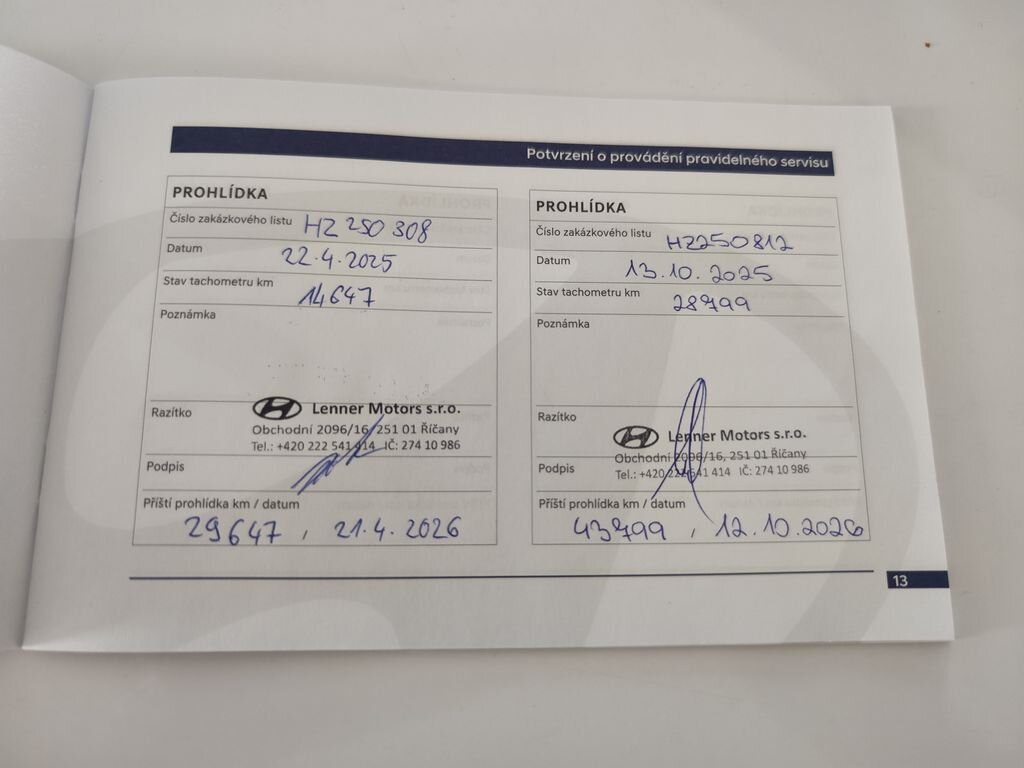 Potvrzení o provádění pravidelného servisu
PROHLÍDKA
Číslo zakázkového listu HZ 250 308
Datum 22.4.2025
Stav tachometru km 14647
Poznámka
Razítko
Lenner Motors s.r.o.
Obchodní 2096/16, 251 01 Říčany
Tel.: +420 222 541 414 IČ: 274 10 986
Podpis
Příští prohlídka km / datum
29647 , 21.4.2026
PROHLÍDKA
Číslo zakázkového listu HZ250812
Datum 13.10.2025
Stav tachometru km 28799
Poznámka
Razítko
Lenner Motors s.r.o.
Obchodní 2096/16, 251 01 Říčany
Tel.: +420 222 541 414 IČ: 274 10 986
Podpis
Příští prohlídka km / datum
43799 , 12.10.2026
13